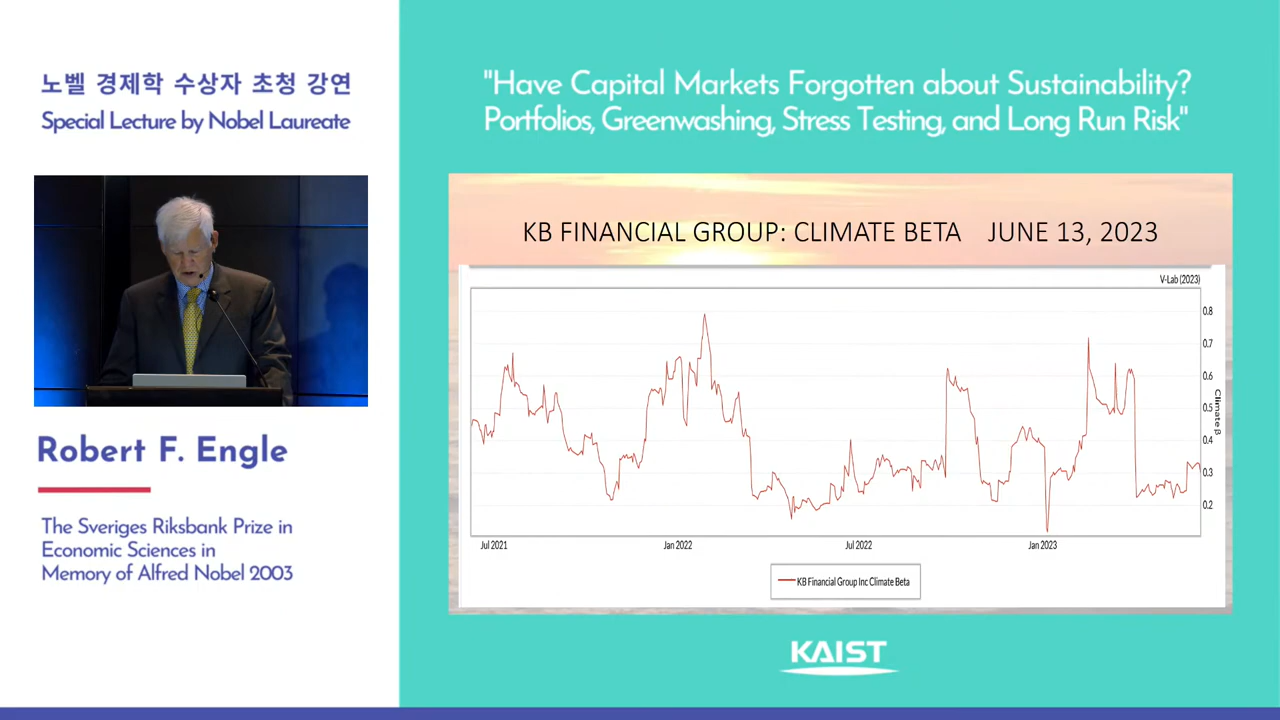 노벨 경제학 수상자 초청 강연
Special Lecture by Nobel Laureate
Robert F. Engle
The Sveriges Riksbank Prize in
Economic Sciences in
Memory of Alfred Nobel 2003
"Have Capital Markets Forgotten about Sustainability?
Portfolios, Greenwashing, Stress Testing, and Long Run Risk"
KB FINANCIAL GROUP: CLIMATE BETA JUNE 13, 2023
V-Lab (2023)
0.8
0.7
0.6
0.5
0.4
0.3
0.2
Climate β
Jul 2021
Jan 2022
Jul 2022
Jan 2023
KB Financial Group Inc Climate Beta
KAIST